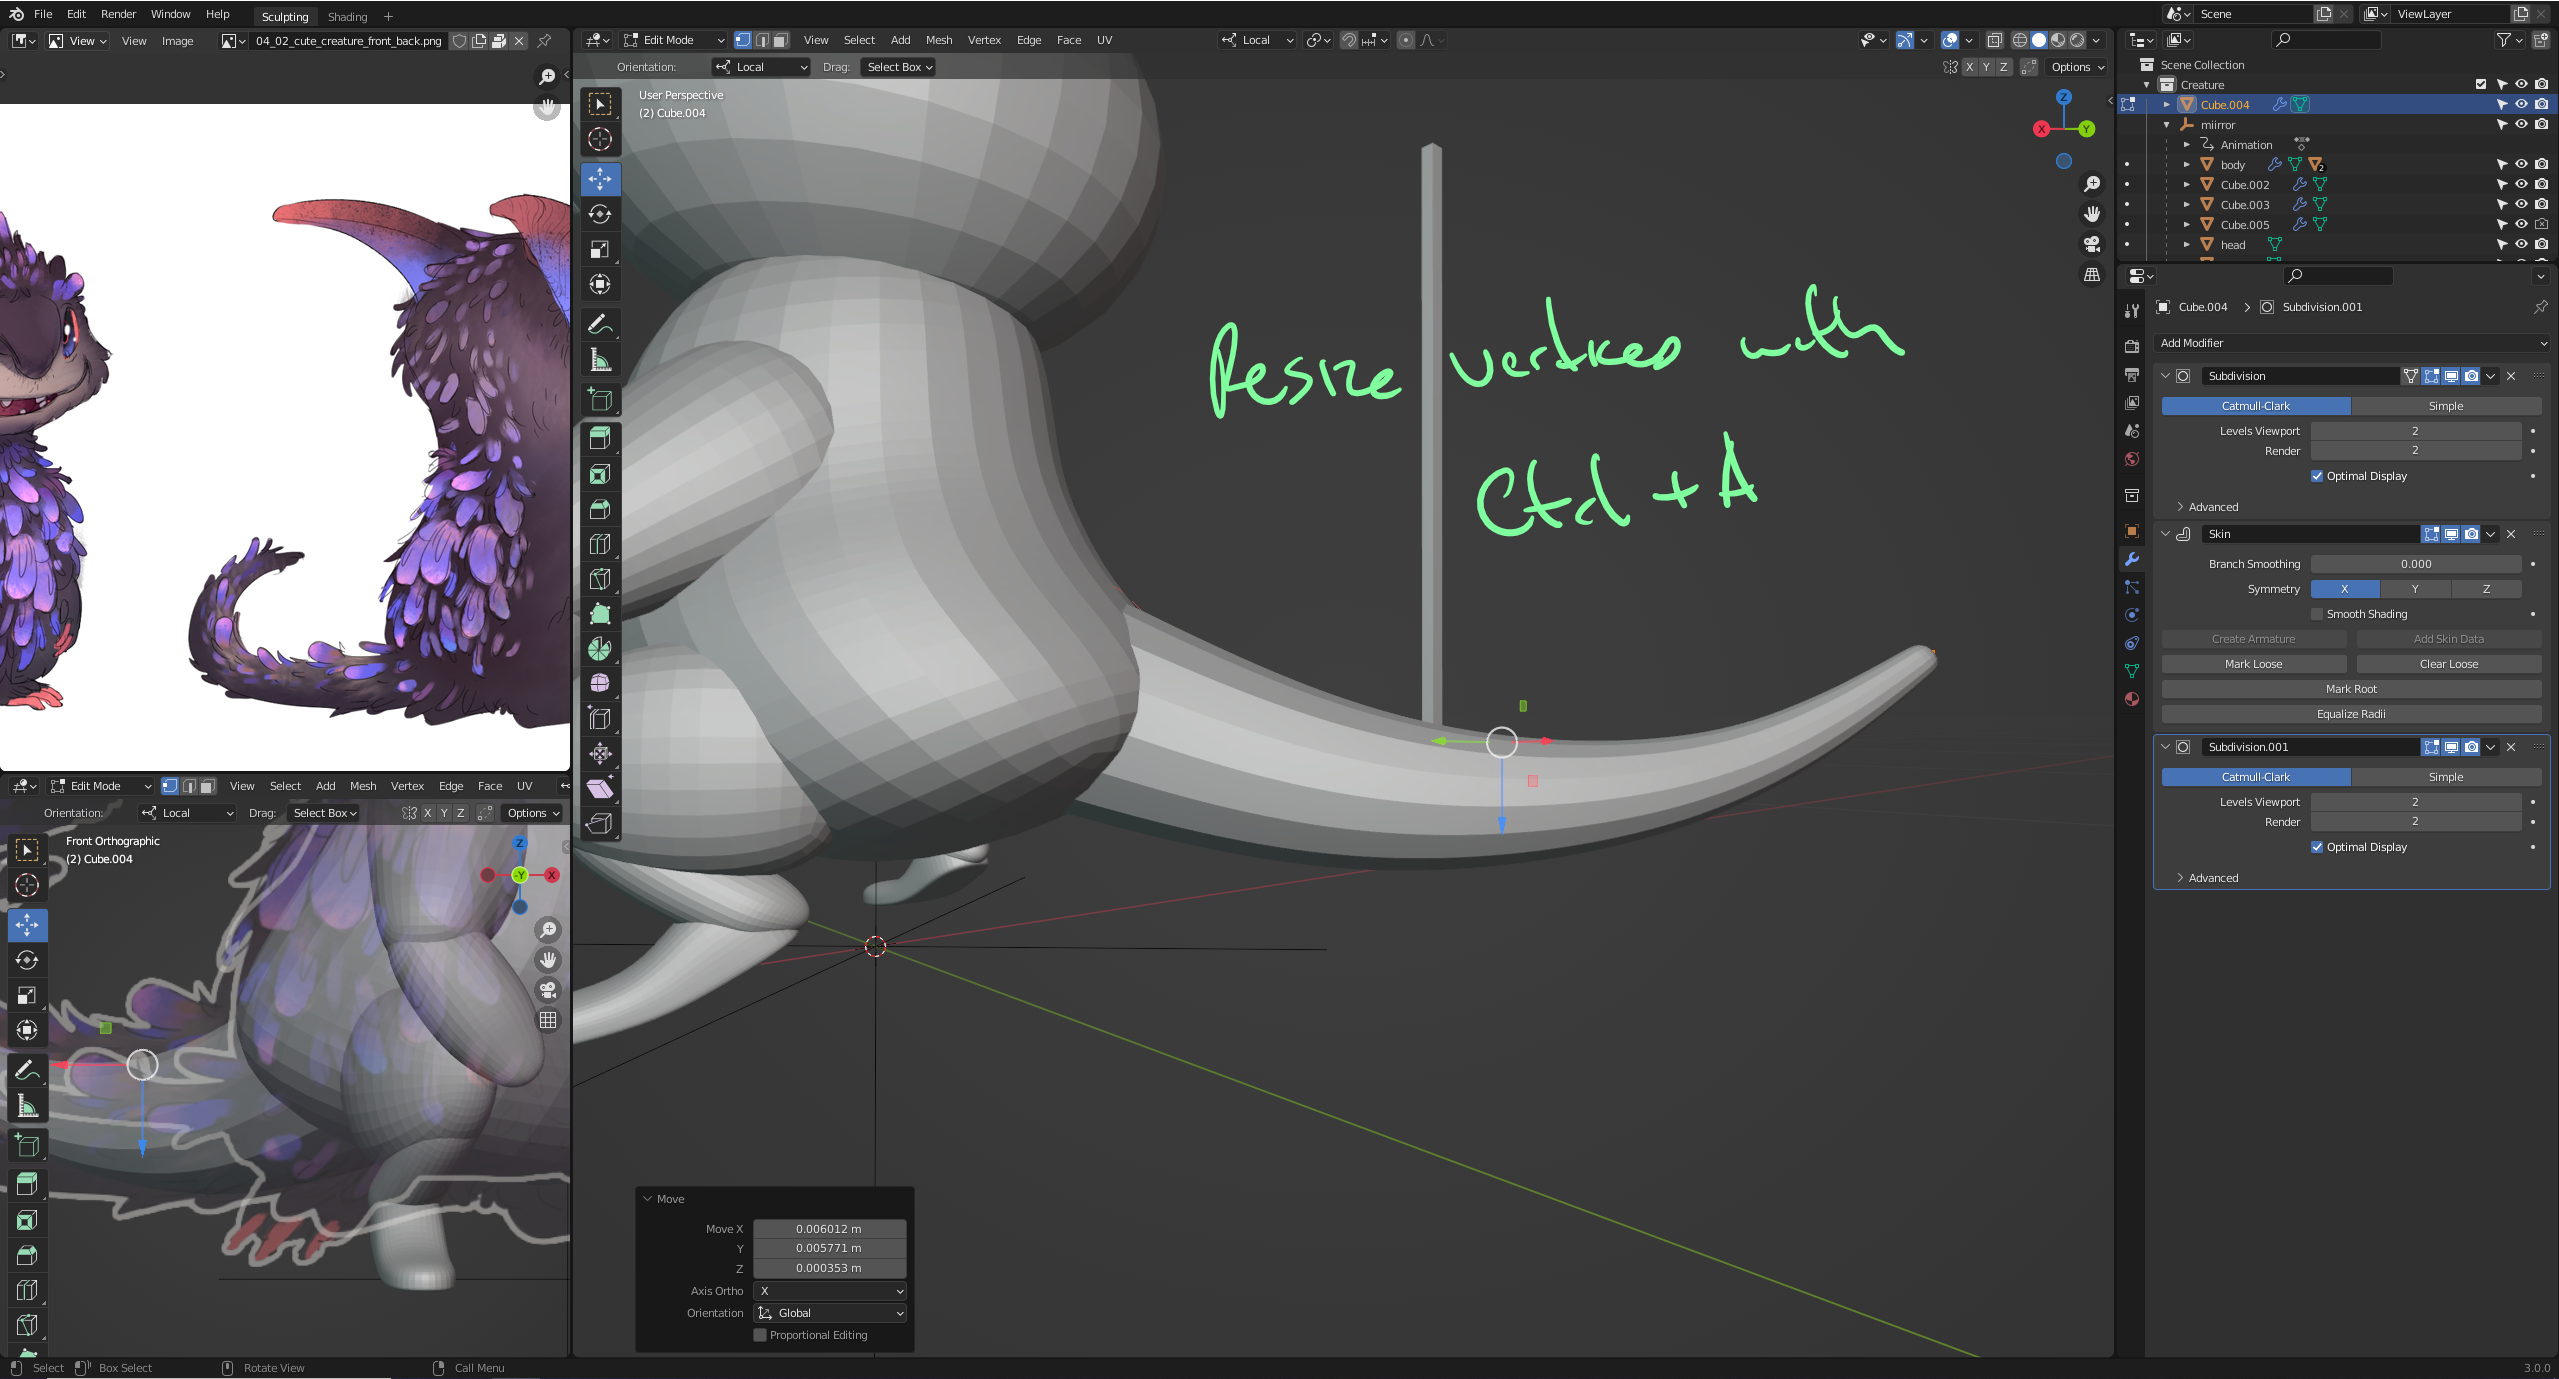 File Edit Render Window Help Sculpting Shading + Scene ViewLayer
View View Image 04_02_cute_creature_front_back.png
Edit Mode View Select Add Mesh Vertex Edge Face UV Local
Orientation: Local Drag: Select Box X Y Z Options
User Perspective
(2) Cube.004
Z
X Y
Resize vertices with
Ctrl + A
Scene Collection
Creature
Cube.004
miirror
Animation
body 2
Cube.002
Cube.003
Cube.005
head
Cube.004 > Subdivision.001
Add Modifier
Subdivision
Catmull-Clark Simple
Levels Viewport 2
Render 2
Optimal Display
Advanced
Skin
Branch Smoothing 0.000
Symmetry X Y Z
Smooth Shading
Create Armature Add Skin Data
Mark Loose Clear Loose
Mark Root
Equalize Radii
Subdivision.001
Catmull-Clark Simple
Levels Viewport 2
Render 2
Optimal Display
Advanced
Edit Mode View Select Add Mesh Vertex Edge Face UV
Orientation: Local Drag: Select Box X Y Z Options
Front Orthographic
(2) Cube.004
Z
-Y X
Move
Move X 0.006012 m
Y 0.005771 m
Z 0.000353 m
Axis Ortho X
Orientation Global
Proportional Editing
Select Box Select Rotate View Call Menu 3.0.0